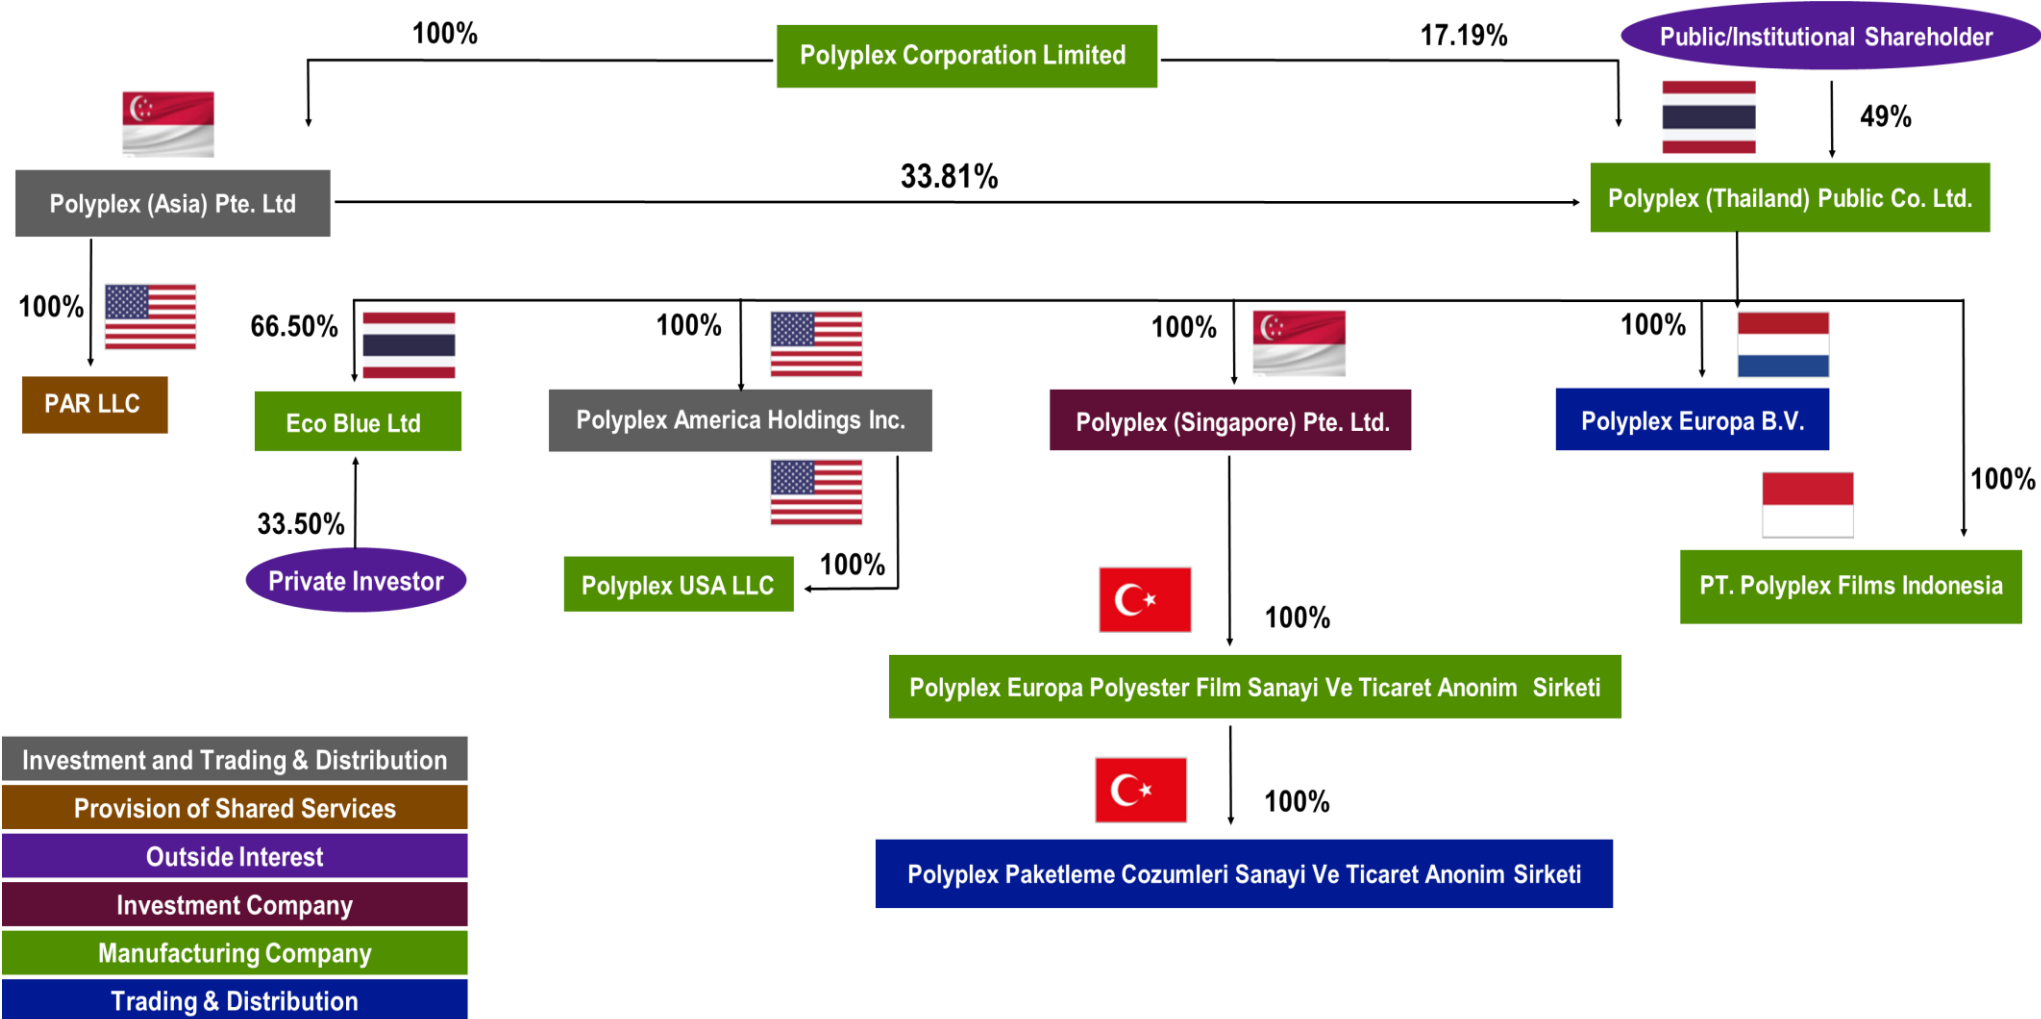 100%
Polyplex Corporation Limited
17.19%
Public/Institutional Shareholder
49%
33.81%
Polyplex (Asia) Pte. Ltd
Polyplex (Thailand) Public Co. Ltd.
100%
66.50%
100%
100%
100%
PAR LLC
Eco Blue Ltd
Polyplex America Holdings Inc.
Polyplex (Singapore) Pte. Ltd.
Polyplex Europa B.V.
100%
33.50%
Private Investor
100%
Polyplex USA LLC
PT. Polyplex Films Indonesia
100%
Polyplex Europa Polyester Film Sanayi Ve Ticaret Anonim Sirketi
100%
Polyplex Paketleme Cozumleri Sanayi Ve Ticaret Anonim Sirketi
Investment and Trading & Distribution
Provision of Shared Services
Outside Interest
Investment Company
Manufacturing Company
Trading & Distribution